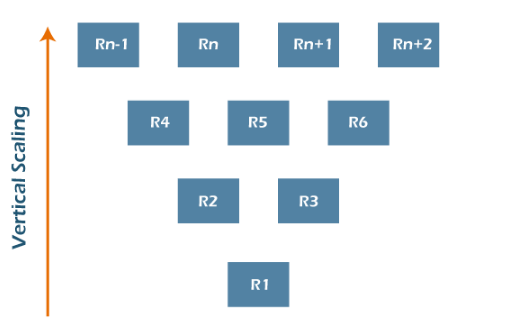 Rn-1 Rn Rn+1 Rn+2
R4 R5 R6
R2 R3
R1
Vertical Scaling